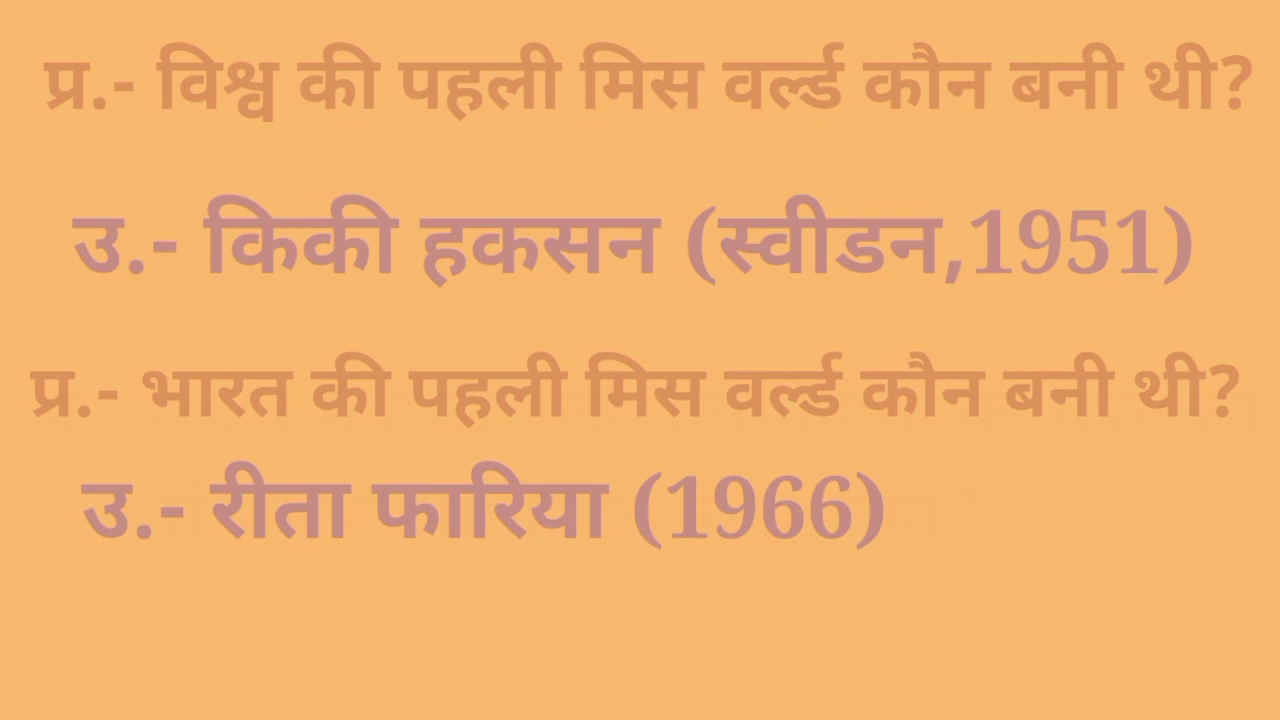 प्र.- विश्व की पहली मिस वर्ल्ड कौन बनी थी?
उ.- किकी हकसन (स्वीडन,1951)
प्र.- भारत की पहली मिस वर्ल्ड कौन बनी थी?
उ.- रीता फारिया (1966)